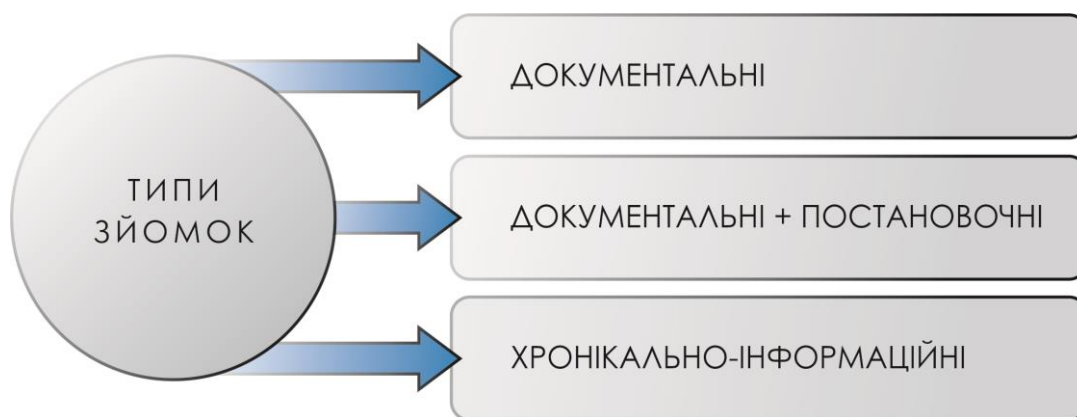 ТИПИ
ЗЙОМОК
ДОКУМЕНТАЛЬНІ
ДОКУМЕНТАЛЬНІ + ПОСТАНОВОЧНІ
ХРОНІКАЛЬНО-ІНФОРМАЦІЙНІ